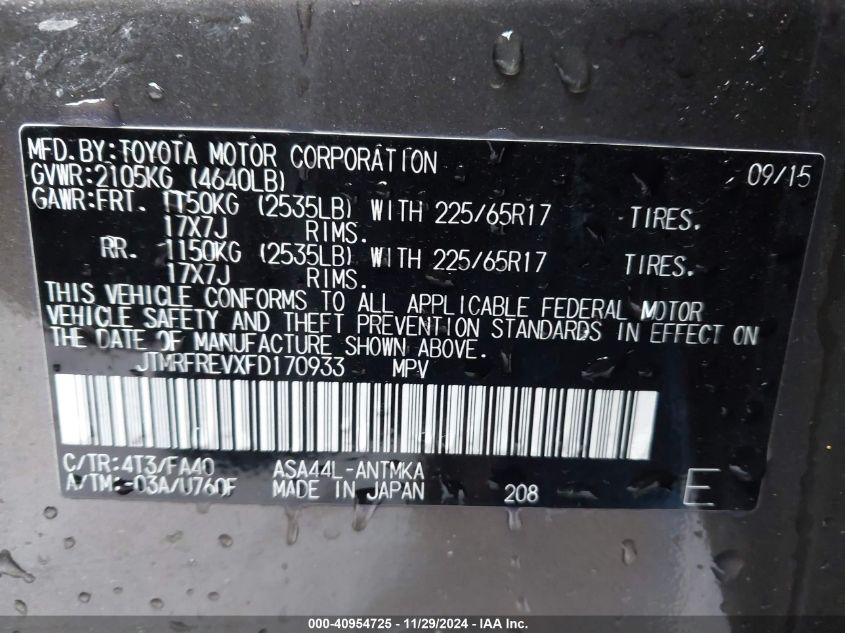 MFD.BY:TOYOTA MOTOR CORPORATION 09/15
GVWR:2105KG (4640LB)
GAWR:FRT. 1150KG (2535LB) WITH 225/65R17 TIRES.
17X7J RIMS.
RR. 1150KG (2535LB) WITH 225/65R17 TIRES.
17X7J RIMS.
THIS VEHICLE CONFORMS TO ALL APPLICABLE FEDERAL MOTOR
VEHICLE SAFETY AND THEFT PREVENTION STANDARDS IN EFFECT ON
THE DATE OF MANUFACTURE SHOWN ABOVE.
JTMRFREVXFD170933 MPV
C/TR:4T3/FA40 ASA44L-ANTMKA
A/TM:-03A/U760F MADE IN JAPAN 208 E
000-40954725 - 11/29/2024 - IAA Inc.